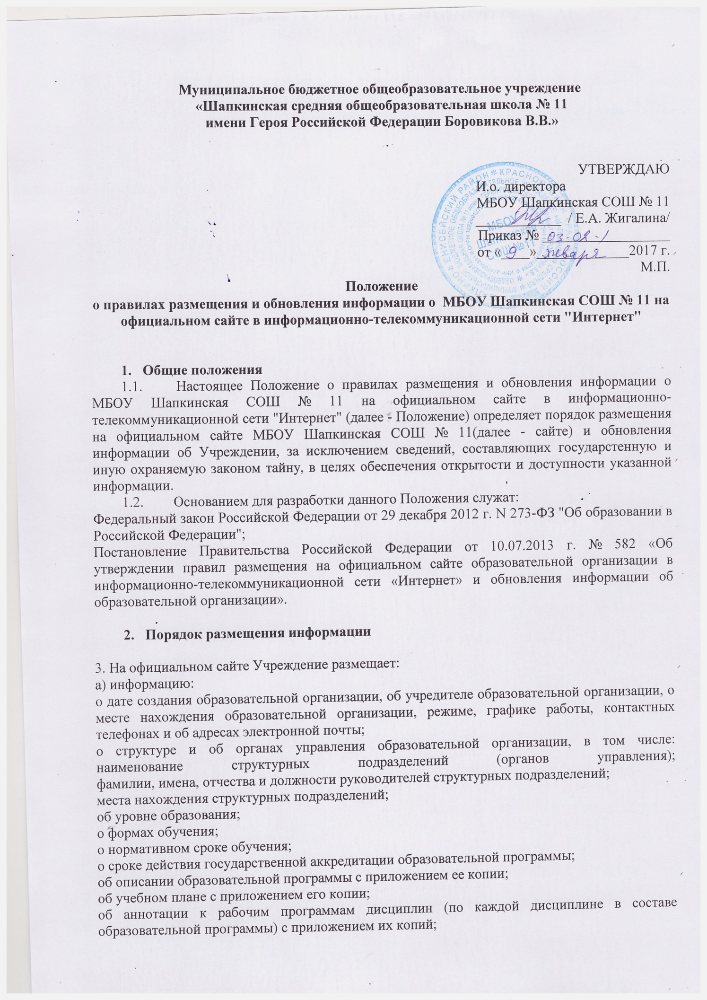 Муниципальное бюджетное общеобразовательное учреждение
«Шапкинская средняя общеобразовательная школа № 11
имени Героя Российской Федерации Боровикова В.В.»
УТВЕРЖДАЮ
И.о. директора
МБОУ Шапкинская СОШ № 11
/ Е.А. Жигалина/
Приказ № 03-02-1
от « 9 » января 2017 г.
М.П.
МБОУ
Шапкинская
СОШ №11
Положение
о правилах размещения и обновления информации о МБОУ Шапкинская СОШ № 11 на
официальном сайте в информационно-телекоммуникационной сети "Интернет"
1. Общие положения
1.1. Настоящее Положение о правилах размещения и обновления информации о
МБОУ Шапкинская СОШ № 11 на официальном сайте в информационно-
телекоммуникационной сети "Интернет" (далее - Положение) определяет порядок размещения
на официальном сайте МБОУ Шапкинская СОШ № 11(далее - сайте) и обновления
информации об Учреждении, за исключением сведений, составляющих государстенную и
иную охраняемую законом тайну, в целях обеспечения открытости и доступности указанной
информации.
1.2. Основанием для разработки данного Положения служат:
Федеральный закон Российской Федерации от 29 декабря 2012 г. N 273-ФЗ "Об образовании в
Российской Федерации";
Постановление Правительства Российской Федерации от 10.07.2013 г. № 582 «Об
утверждении правил размещения на официальном сайте образовательной организации в
информационно-телекоммуникационной сети «Интернет» и обновления информации об
образовательной организации».
2. Порядок размещения информации
3. На официальном сайте Учреждение размещает:
а) информацию:
о дате создания образовательной организации, об учредителе образовательной организации, о
месте нахождения образовательной организации, режиме, графике работы, контактных
телефонах и об адресах электронной почты;
о структуре и об органах управления образовательной организации, в том числе:
наименование структурных подразделений (органов управления);
фамилии, имена, отчества и должности руководителей структурных подразделений;
места нахождения структурных подразделений;
об уровне образования;
о формах обучения;
о нормативном сроке обучения;
о сроке действия государственной аккредитации образовательной программы;
об описании образовательной программы с приложением ее копии;
об учебном плане с приложением его копии;
об аннотации к рабочим программам дисциплин (по каждой дисциплине в составе
образовательной программы) с приложением их копий;